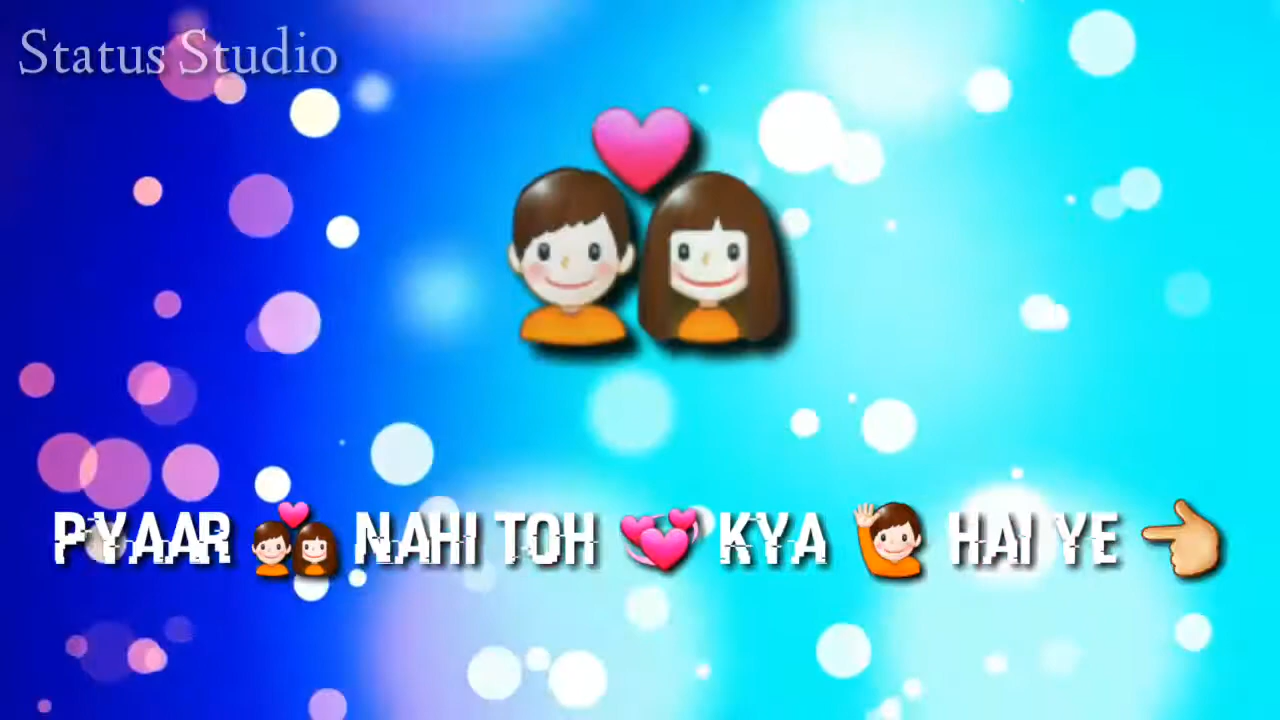 Status Studio
PYAAR 💑 NAHI TOH 💞 KYA 🙋 HAI YE 👈